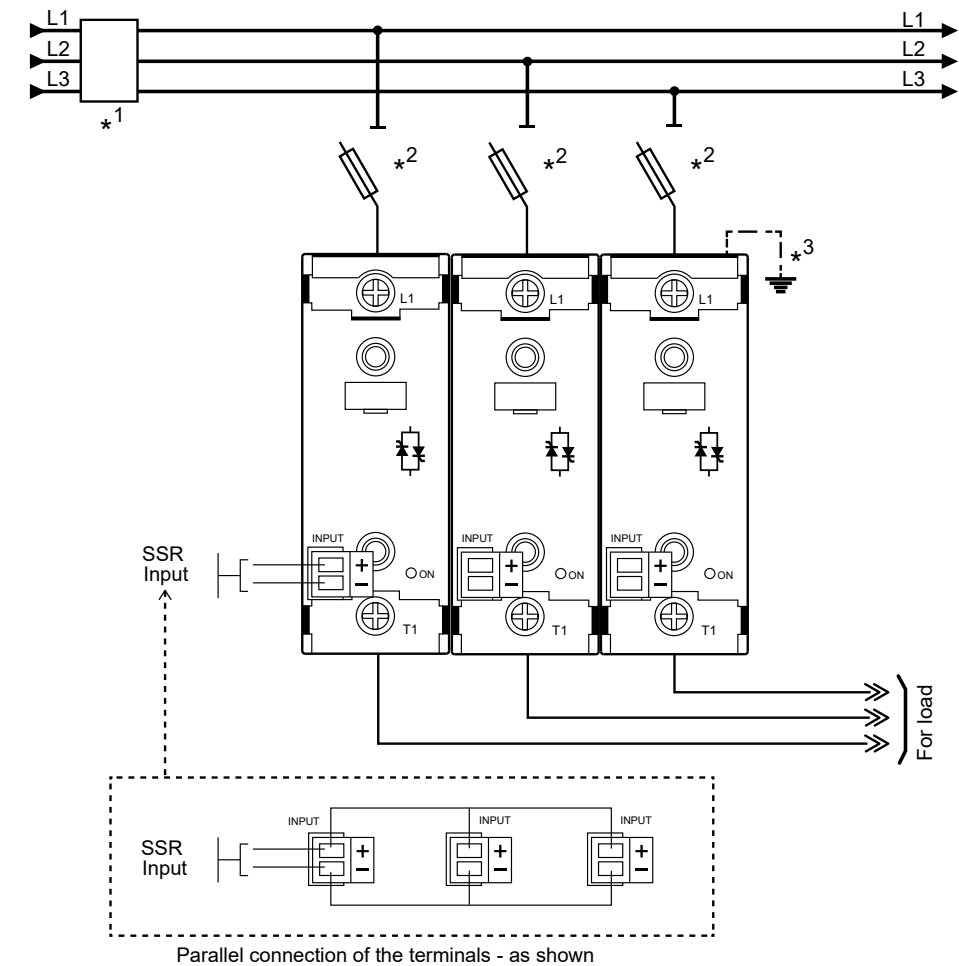 L1 L1
L2 L2
L3 L3
*1
*2 *2 *2
*3
L1 L1 L1
INPUT INPUT INPUT
SSR
Input
+ + +
ON ON ON
− − −
T1 T1 T1
For load
INPUT INPUT INPUT
SSR
Input
+ + +
− − −
Parallel connection of the terminals - as shown